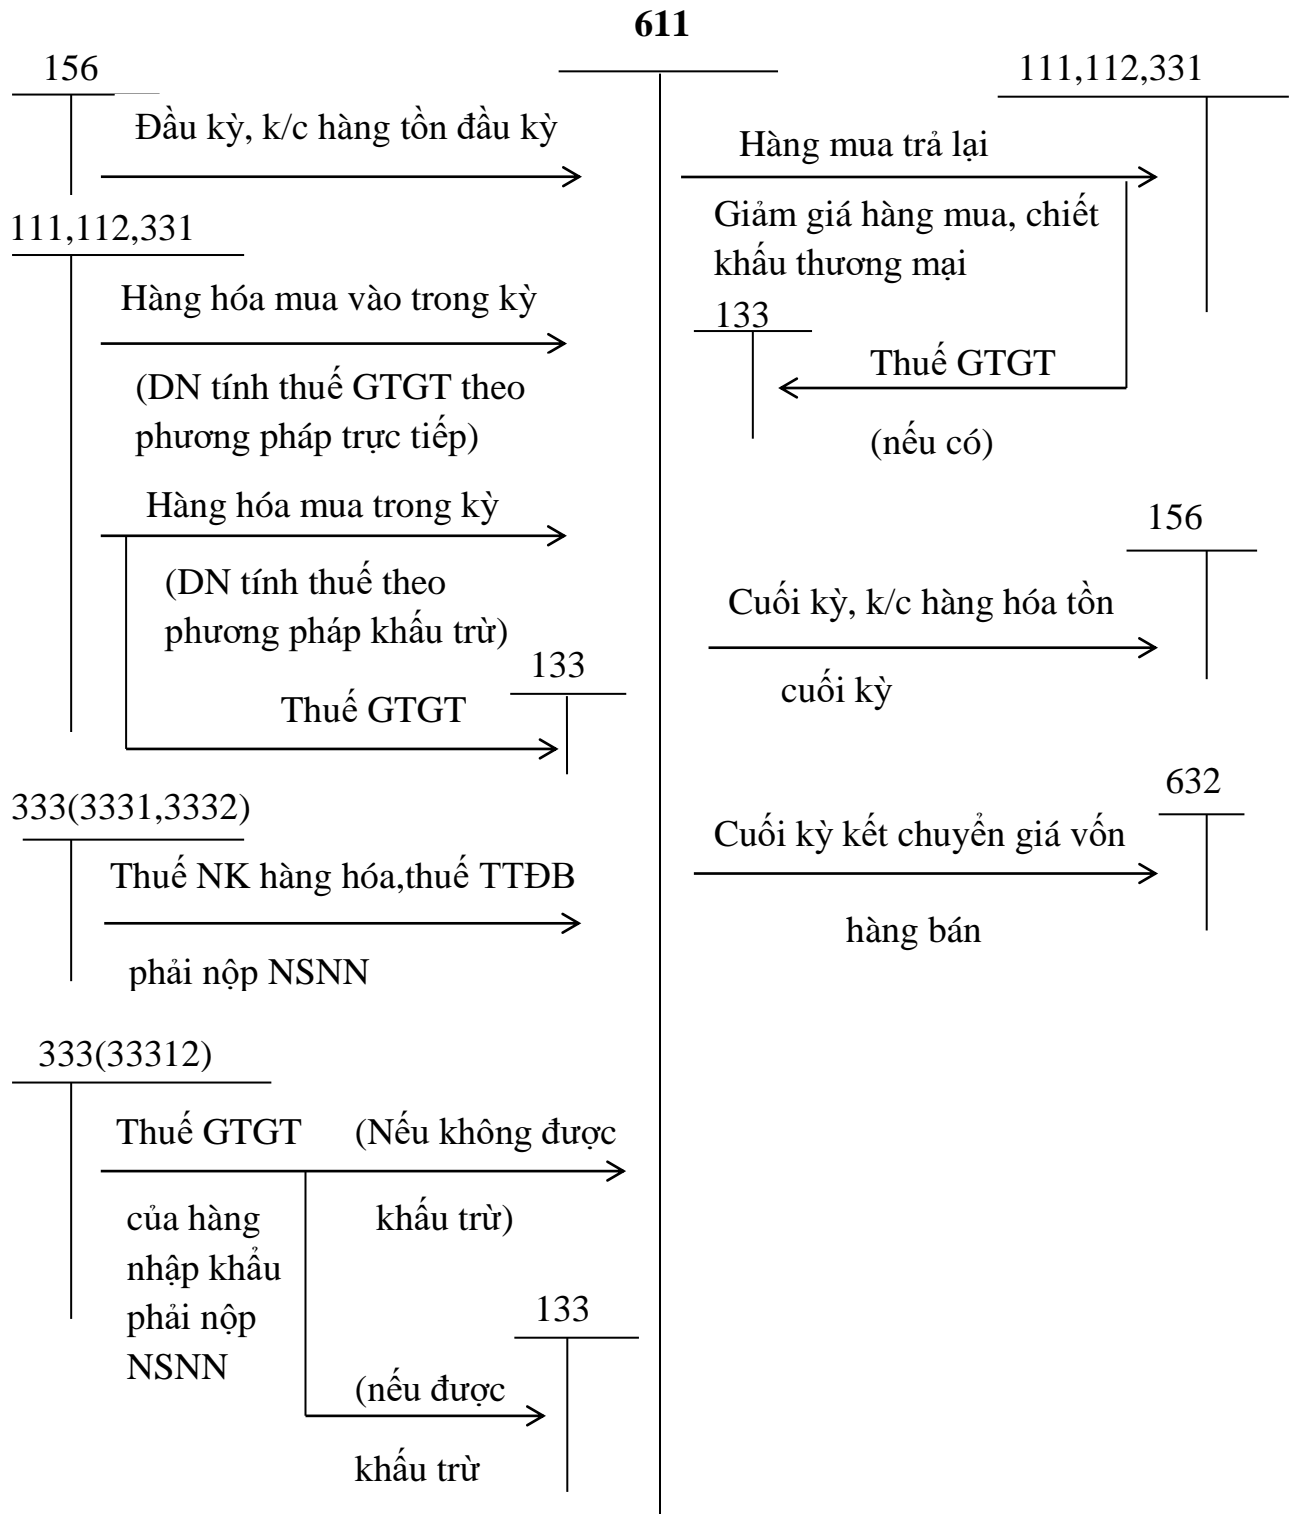 611
156
Đầu kỳ, k/c hàng tồn đầu kỳ
111,112,331
Hàng hóa mua vào trong kỳ
(DN tính thuế GTGT theo
phương pháp trực tiếp)
Hàng hóa mua trong kỳ
(DN tính thuế theo
phương pháp khấu trừ)
133
Thuế GTGT
333(3331,3332)
Thuế NK hàng hóa,thuế TTĐB
phải nộp NSNN
333(33312)
Thuế GTGT
(Nếu không được
khấu trừ)
của hàng
nhập khẩu
phải nộp
NSNN
133
(nếu được
khấu trừ
111,112,331
Hàng mua trả lại
Giảm giá hàng mua, chiết
khấu thương mại
133
Thuế GTGT
(nếu có)
156
Cuối kỳ, k/c hàng hóa tồn
cuối kỳ
632
Cuối kỳ kết chuyển giá vốn
hàng bán